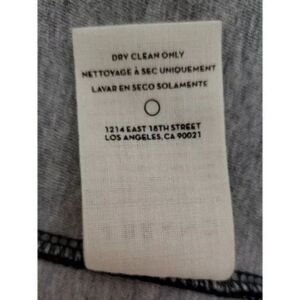 DRY CLEAN ONLY
NETTOYAGE À SEC UNIQUEMENT
LAVAR EN SECO SOLAMENTE
1214 EAST 18TH STREET
LOS ANGELES, CA 90021